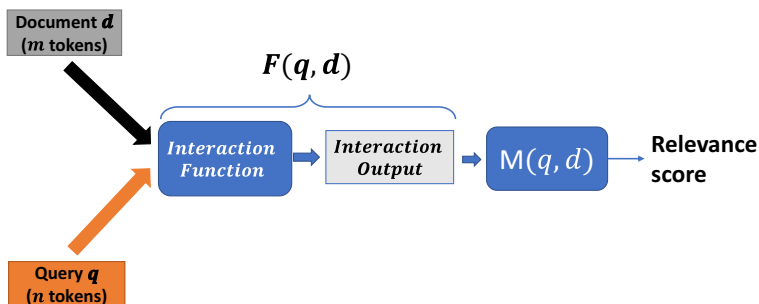 Document d
(m tokens)
F(q, d)
Interaction
Function
Interaction
Output
M(q, d)
Relevance
score
Query q
(n tokens)